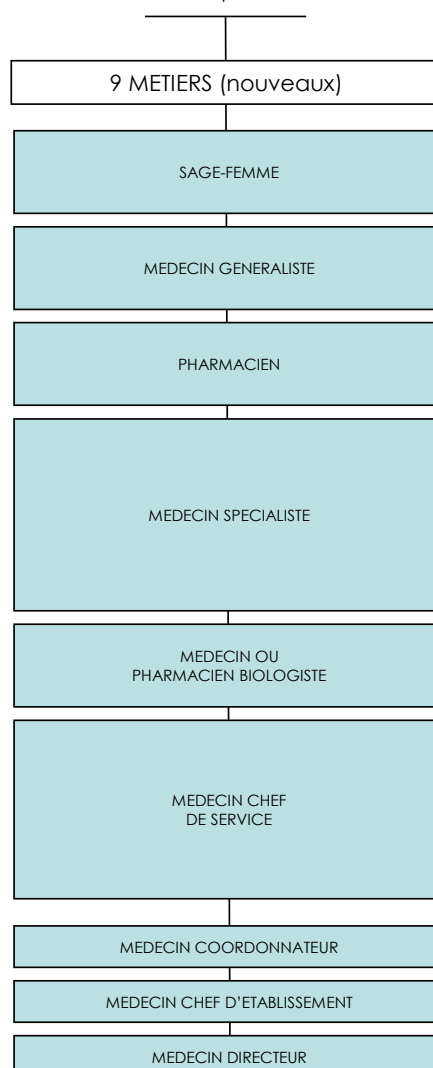 9 METIERS (nouveaux)
SAGE-FEMME
MEDECIN GENERALISTE
PHARMACIEN
MEDECIN SPECIALISTE
MEDECIN OU
PHARMACIEN BIOLOGISTE
MEDECIN CHEF
DE SERVICE
MEDECIN COORDONNATEUR
MEDECIN CHEF D'ETABLISSEMENT
MEDECIN DIRECTEUR